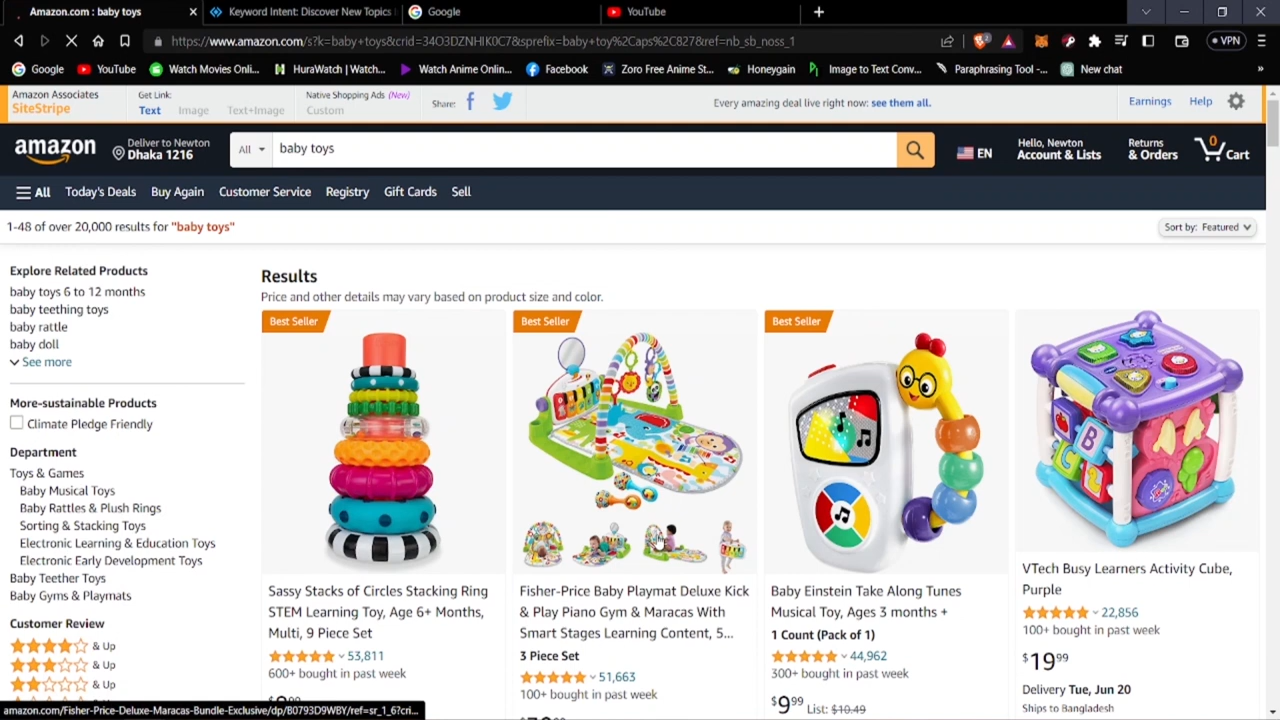 Amazon.com : baby toys
Keyword Intent: Discover New Topics
Google
YouTube
https://www.amazon.com/s?k=baby+toys&crid=34O3DZNHIK0C7&sprefix=baby+toy%2Caps%2C827&ref=nb_sb_noss_1
VPN
Google
YouTube
Watch Movies Onli...
HuraWatch | Watch...
Watch Anime Onlin...
Facebook
Zoro Free Anime St...
Honeygain
Image to Text Conv...
Paraphrasing Tool -...
New chat
»
Amazon Associates
SiteStripe
Get Link:
Text Image Text+Image
Native Shopping Ads (New)
Custom
Share:
Every amazing deal live right now: see them all.
Earnings Help
amazon
Deliver to Newton
Dhaka 1216
All
baby toys
EN
Hello, Newton
Account & Lists
Returns
& Orders
0
Cart
All Today's Deals Buy Again Customer Service Registry Gift Cards Sell
1-48 of over 20,000 results for "baby toys"
Sort by: Featured
Explore Related Products
baby toys 6 to 12 months
baby teething toys
baby rattle
baby doll
See more
More-sustainable Products
Climate Pledge Friendly
Department
Toys & Games
Baby Musical Toys
Baby Rattles & Plush Rings
Sorting & Stacking Toys
Electronic Learning & Education Toys
Electronic Early Development Toys
Baby Teether Toys
Baby Gyms & Playmats
Customer Review
& Up
& Up
& Up
Results
Price and other details may vary based on product size and color.
Best Seller
Sassy Stacks of Circles Stacking Ring
STEM Learning Toy, Age 6+ Months,
Multi, 9 Piece Set
53,811
600+ bought in past week
Best Seller
Fisher-Price Baby Playmat Deluxe Kick
& Play Piano Gym & Maracas With
Smart Stages Learning Content, 5...
3 Piece Set
51,663
100+ bought in past week
Best Seller
Baby Einstein Take Along Tunes
Musical Toy, Ages 3 months +
1 Count (Pack of 1)
44,962
300+ bought in past week
$9.99 List: $10.49
B
VTech Busy Learners Activity Cube,
Purple
22,856
100+ bought in past week
$19.99
Delivery Tue, Jun 20
Ships to Bangladesh
amazon.com/Fisher-Price-Deluxe-Maracas-Bundle-Exclusive/dp/B0793D9WBY/ref=sr_1_6?cri...